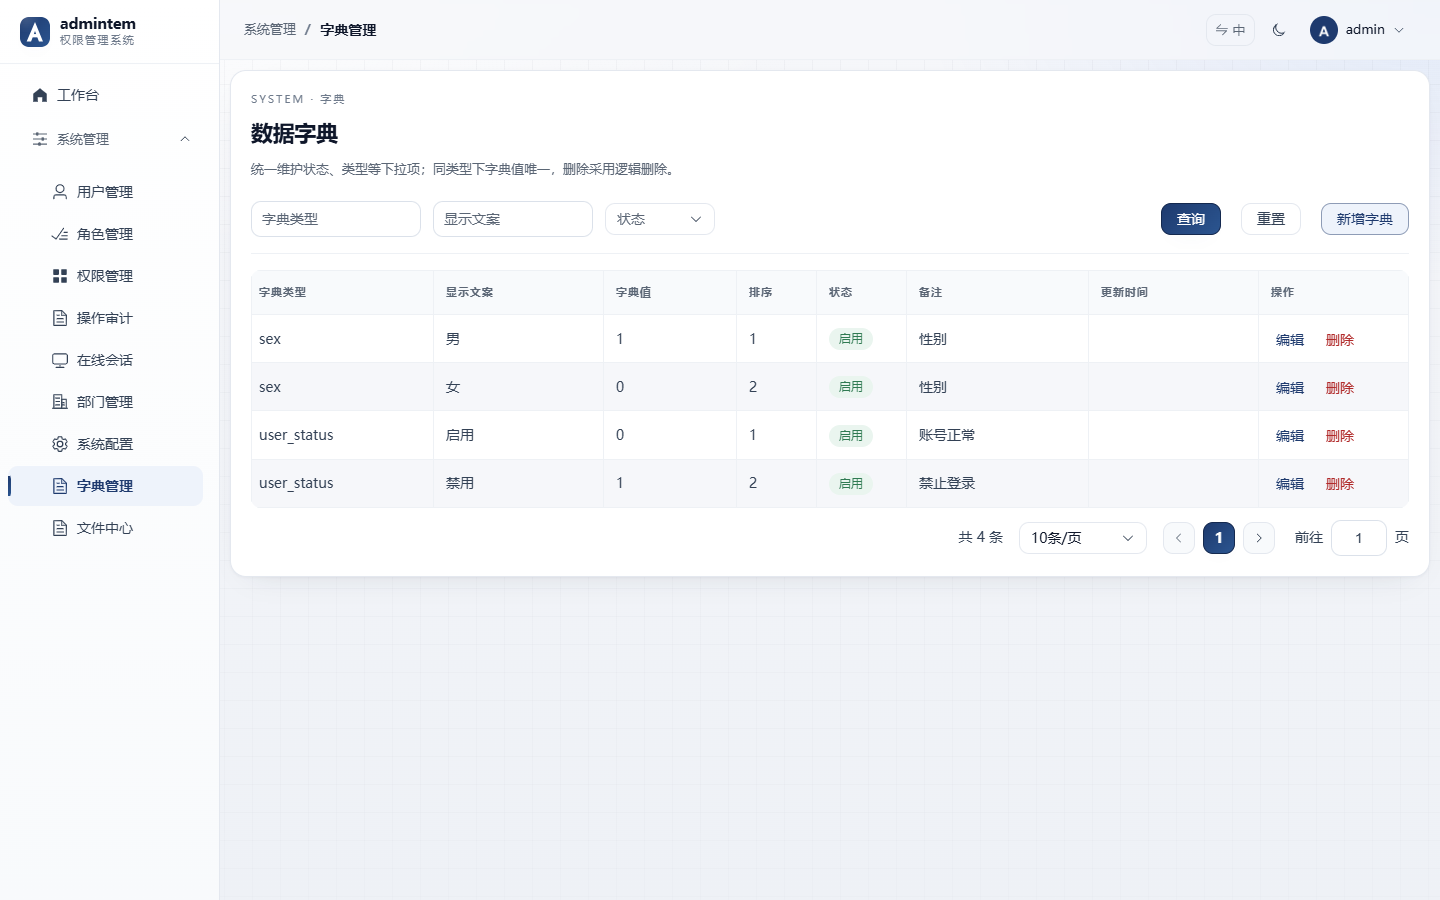 admintem
权限管理系统
工作台
系统管理
用户管理
角色管理
权限管理
操作审计
在线会话
部门管理
系统配置
字典管理
文件中心
系统管理 / 字典管理
中
A admin
SYSTEM · 字典
数据字典
统一维护状态、类型等下拉项；同类型下字典值唯一，删除采用逻辑删除。
字典类型 显示文案 状态 查询 重置 新增字典
字典类型 显示文案 字典值 排序 状态 备注 更新时间 操作
sex 男 1 1 启用 性别 编辑 删除
sex 女 0 2 启用 性别 编辑 删除
user_status 启用 0 1 启用 账号正常 编辑 删除
user_status 禁用 1 2 启用 禁止登录 编辑 删除
共 4 条 10条/页 1 前往 1 页